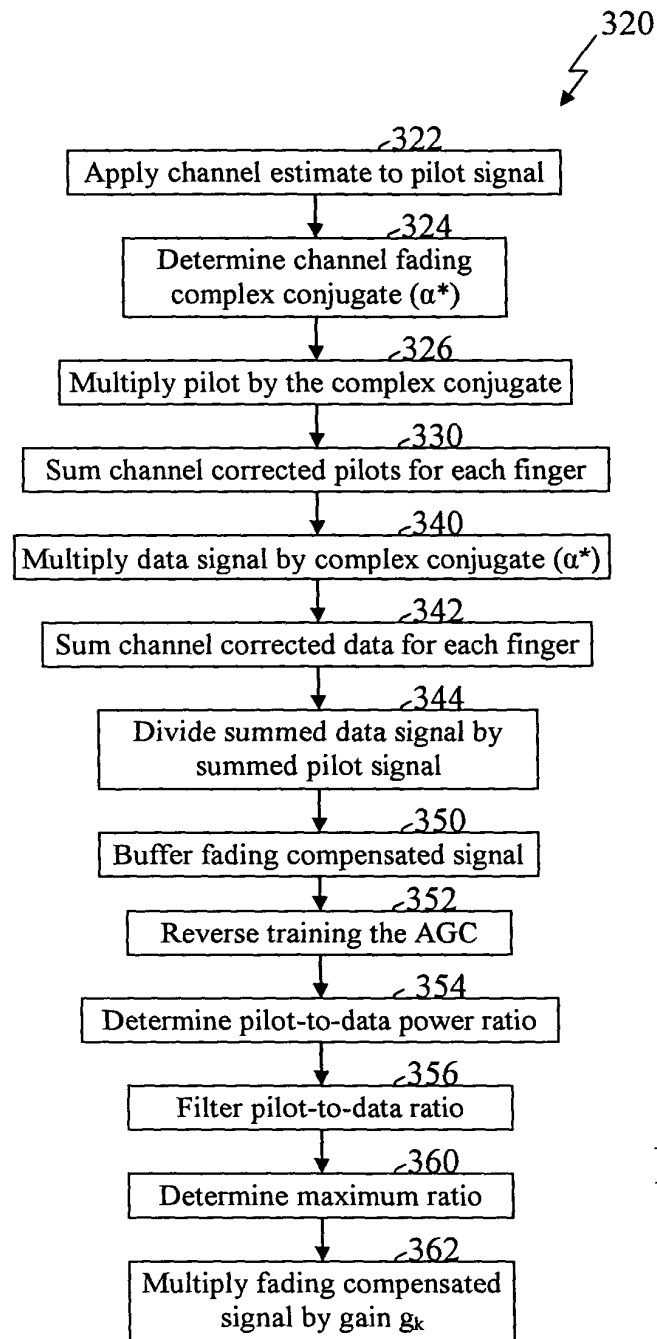 320
322
Apply channel estimate to pilot signal
324
Determine channel fading
complex conjugate (α*)
326
Multiply pilot by the complex conjugate
330
Sum channel corrected pilots for each finger
340
Multiply data signal by complex conjugate (α*)
342
Sum channel corrected data for each finger
344
Divide summed data signal by
summed pilot signal
350
Buffer fading compensated signal
352
Reverse training the AGC
354
Determine pilot-to-data power ratio
356
Filter pilot-to-data ratio
360
Determine maximum ratio
362
Multiply fading compensated
signal by gain gk